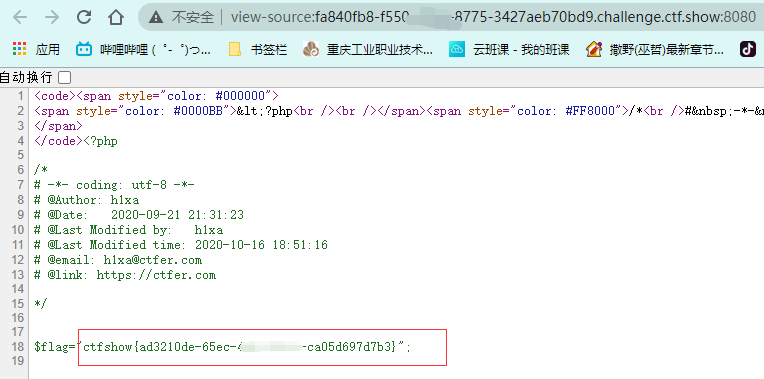 不安全 | view-source:fa840fb8-f550 -8775-3427aeb70bd9.challenge.ctf.show:8080
应用 哔哩哔哩 ( ゜- ゜)つ... 书签栏 重庆工业职业技术... 云班课 - 我的班课 撒野(巫哲)最新章节...
自动换行
1 <code><span style="color: #000000">
2 <span style="color: #0000BB">&lt;?php<br /><br /></span><span style="color: #FF8000">/*<br />#&nbsp;-*-&n
3 </span>
4 </code><?php
5
6 /*
7 # -*- coding: utf-8 -*-
8 # @Author: h1xa
9 # @Date:   2020-09-21 21:31:23
10 # @Last Modified by:   h1xa
11 # @Last Modified time: 2020-10-16 18:51:16
12 # @email: h1xa@ctfer.com
13 # @link: https://ctfer.com
14
15 */
16
17
18 $flag="ctfshow{ad3210de-65ec-4 -ca05d697d7b3}";
19